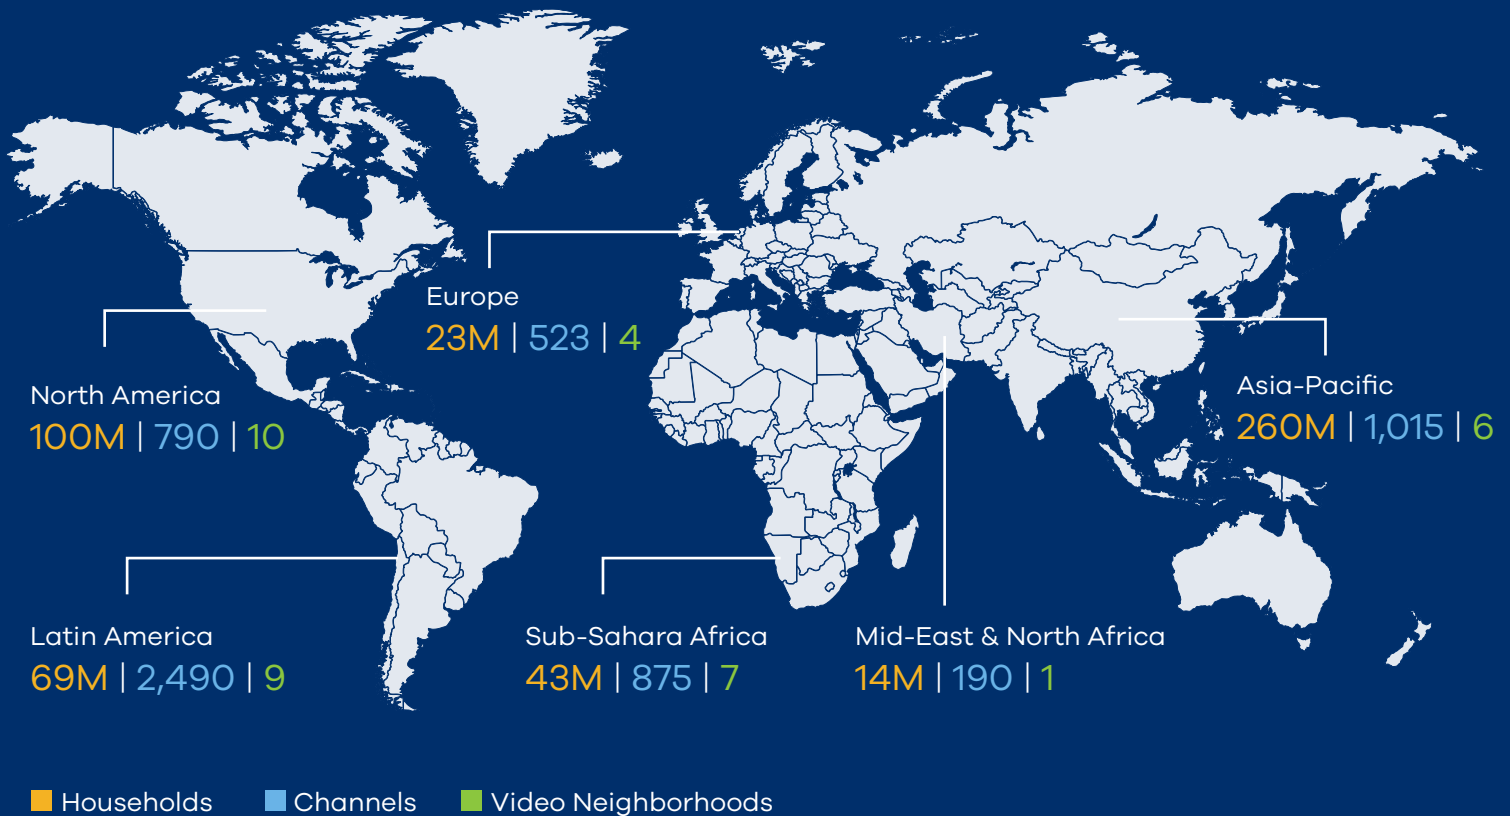 Europe
23M | 523 | 4
North America
100M | 790 | 10
Asia-Pacific
260M | 1,015 | 6
Latin America
69M | 2,490 | 9
Sub-Sahara Africa
43M | 875 | 7
Mid-East & North Africa
14M | 190 | 1
Households
Channels
Video Neighborhoods